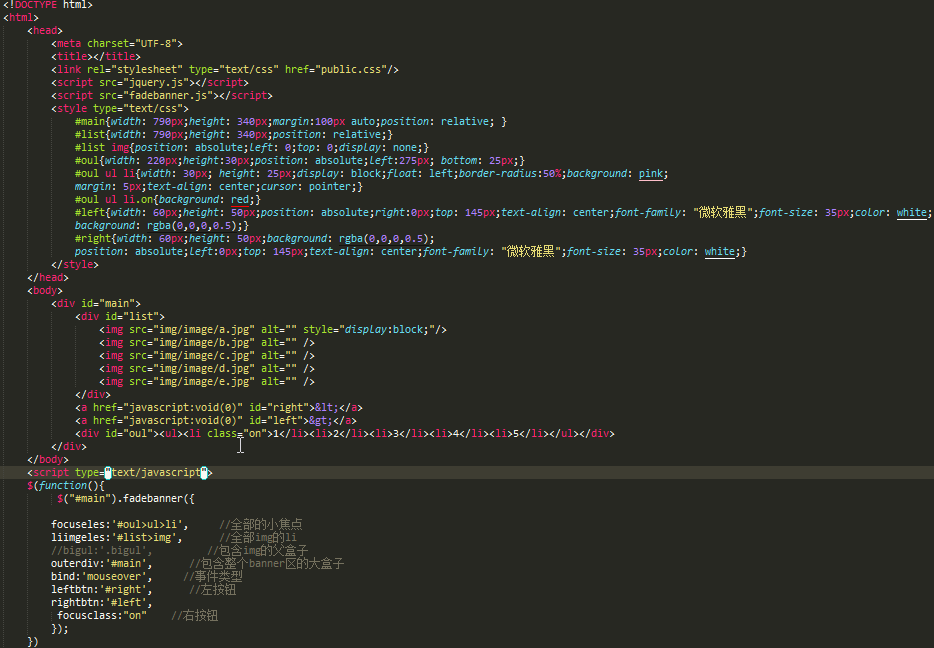 <!DOCTYPE html>
<html>
<head>
<meta charset="UTF-8">
<title></title>
<link rel="stylesheet" type="text/css" href="public.css"/>
<script src="jquery.js"></script>
<script src="fadebanner.js"></script>
<style type="text/css">
#main{width: 790px;height: 340px;margin:100px auto;position: relative; }
#list{width: 790px;height: 340px;position: relative;}
#list img{position: absolute;left: 0;top: 0;display: none;}
#oul{width: 220px;height:30px;position: absolute;left:275px; bottom: 25px;}
#oul ul li{width: 30px; height: 25px;display: block;float: left;border-radius:50%;background: pink;
margin: 5px;text-align: center;cursor: pointer;}
#oul ul li.on{background: red;}
#left{width: 60px;height: 50px;position: absolute;right:0px;top: 145px;text-align: center;font-family: "微软雅黑";font-size: 35px;color: white;
background: rgba(0,0,0,0.5);}
#right{width: 60px;height: 50px;background: rgba(0,0,0,0.5);
position: absolute;left:0px;top: 145px;text-align: center;font-family: "微软雅黑";font-size: 35px;color: white;}
</style>
</head>
<body>
<div id="main">
<div id="list">
<img src="img/image/a.jpg" alt="" style="display:block;"/>
<img src="img/image/b.jpg" alt="" />
<img src="img/image/c.jpg" alt="" />
<img src="img/image/d.jpg" alt="" />
<img src="img/image/e.jpg" alt="" />
</div>
<a href="javascript:void(0)" id="right">&lt;</a>
<a href="javascript:void(0)" id="left">&gt;</a>
<div id="oul"><ul><li class="on">1</li><li>2</li><li>3</li><li>4</li><li>5</li></ul></div>
</div>
</body>
<script type="text/javascript">
$(function(){
$("#main").fadebanner({
focuseles:'#oul>ul>li', //全部的小焦点
liimgeles:'#list>img', //全部img的li
//bigul:'.bigul', //包含img的父盒子
outerdiv:'#main', //包含整个banner区的大盒子
bind:'mouseover', //事件类型
leftbtn:'#right', //左按钮
rightbtn:'#left',
focusclass:"on" //右按钮
});
})